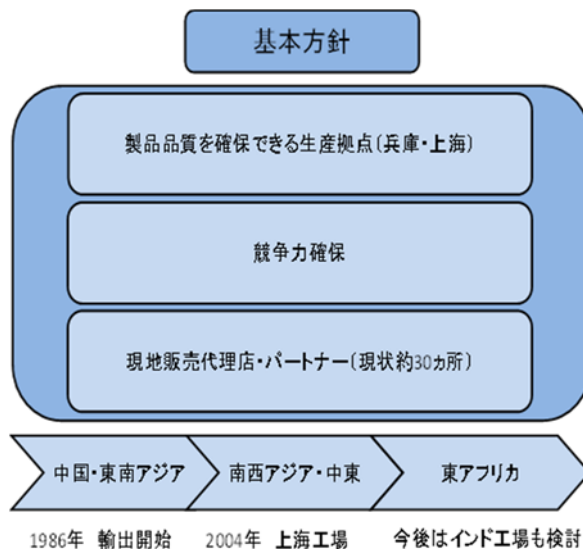 基本方針
製品品質を確保できる生産拠点(兵庫・上海)
競争力確保
現地販売代理店・パートナー(現状約30ヵ所)
中国・東南アジア 南西アジア・中東 東アフリカ
1986年 輸出開始 2004年 上海工場 今後はインド工場も検討